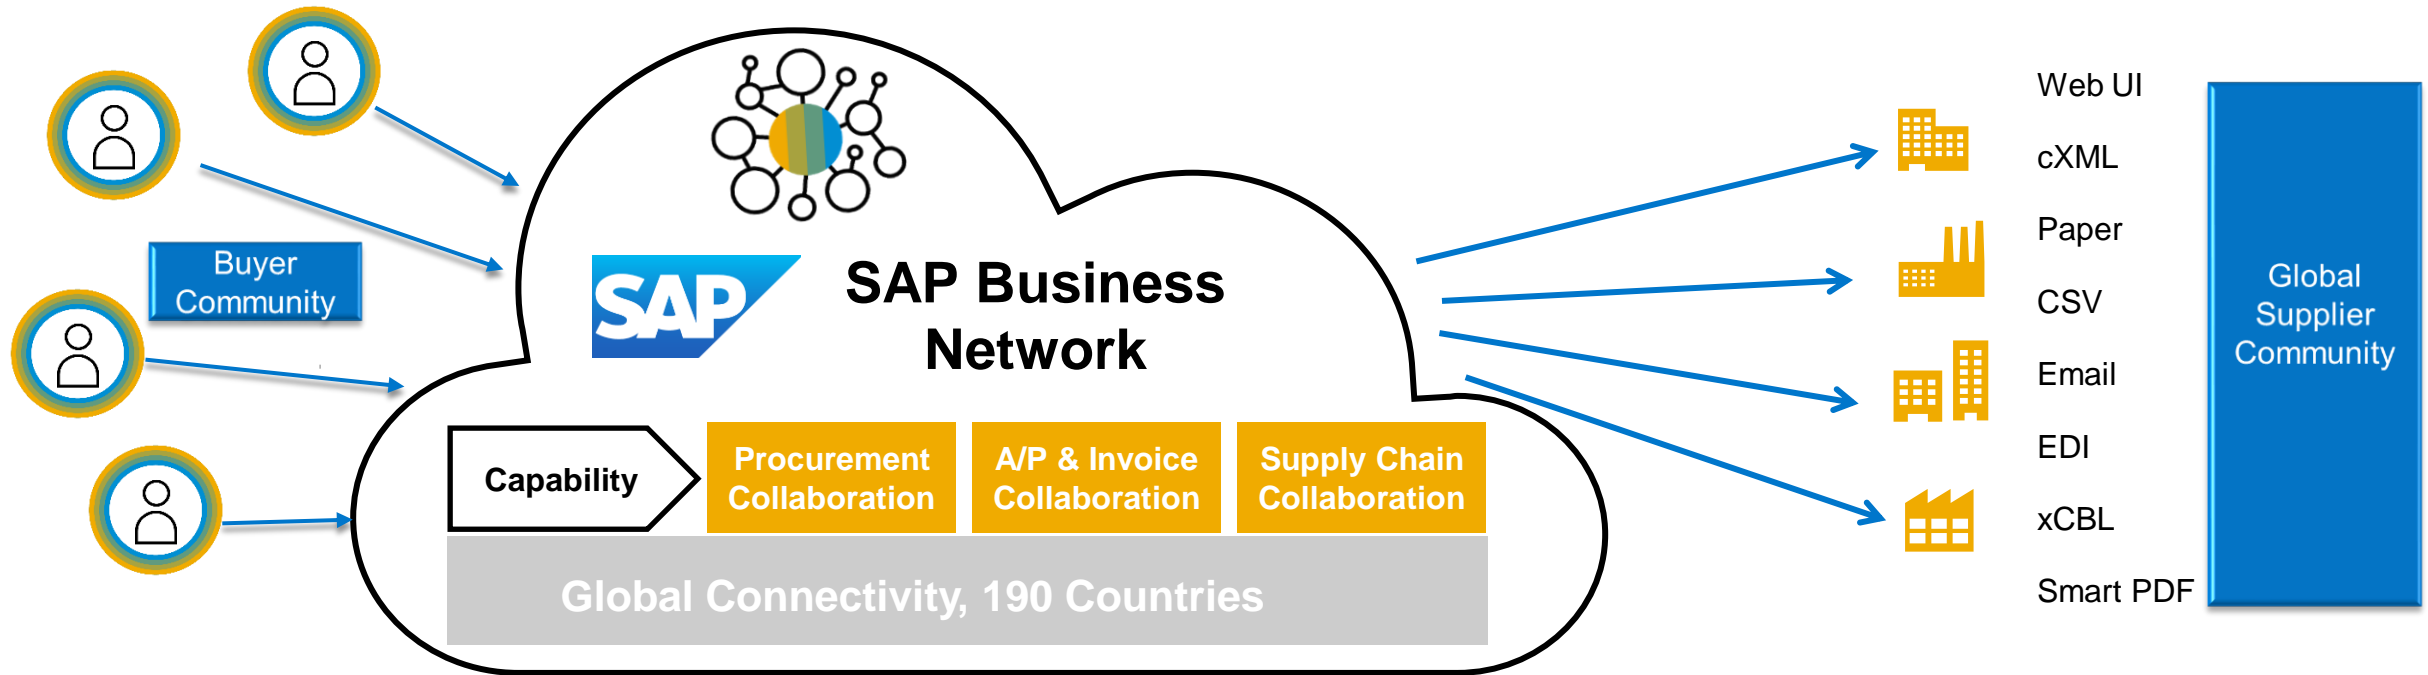 Buyer
Community
SAP
SAP Business
Network
Capability
Procurement
Collaboration
A/P & Invoice
Collaboration
Supply Chain
Collaboration
Global Connectivity, 190 Countries
Web UI
cXML
Paper
CSV
Email
EDI
xCBL
Smart PDF
Global
Supplier
Community